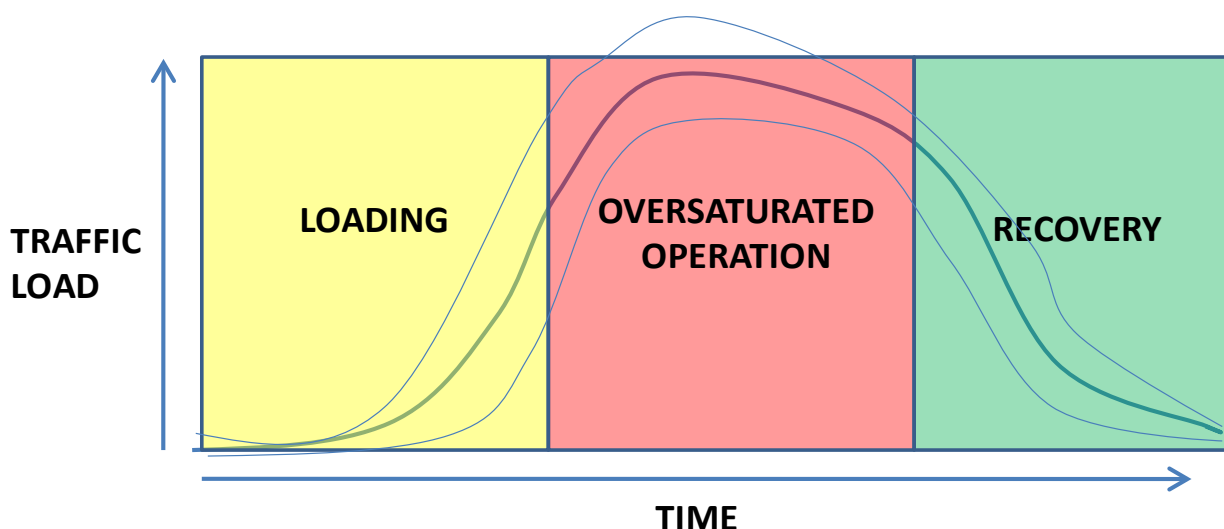 LOADING
OVERSATURATED
OPERATION
RECOVERY
TRAFFIC
LOAD
TIME